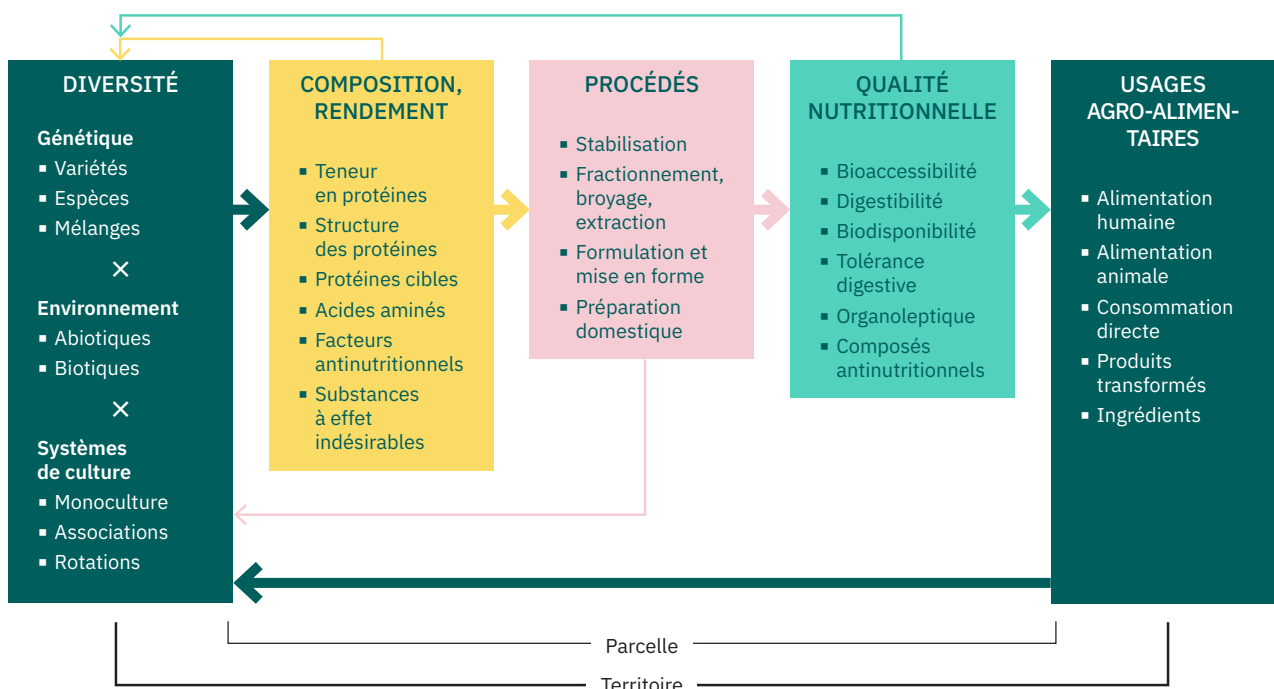 DIVERSITÉ
Génétique
▪ Variétés
▪ Espèces
▪ Mélanges
×
Environnement
▪ Abiotiques
▪ Biotiques
×
Systèmes
de culture
▪ Monoculture
▪ Associations
▪ Rotations
COMPOSITION,
RENDEMENT
▪ Teneur
en protéines
▪ Structure
des protéines
▪ Protéines cibles
▪ Acides aminés
▪ Facteurs
antinutritionnels
▪ Substances
à effet
indésirables
PROCÉDÉS
▪ Stabilisation
▪ Fractionnement,
broyage,
extraction
▪ Formulation et
mise en forme
▪ Préparation
domestique
QUALITÉ
NUTRITIONNELLE
▪ Bioaccessibilité
▪ Digestibilité
▪ Biodisponibilité
▪ Tolérance
digestive
▪ Organoleptique
▪ Composés
antinutritionnels
USAGES
AGRO-ALIMEN-
TAIRES
▪ Alimentation
humaine
▪ Alimentation
animale
▪ Consommation
directe
▪ Produits
transformés
▪ Ingrédients
Parcelle
Territoire